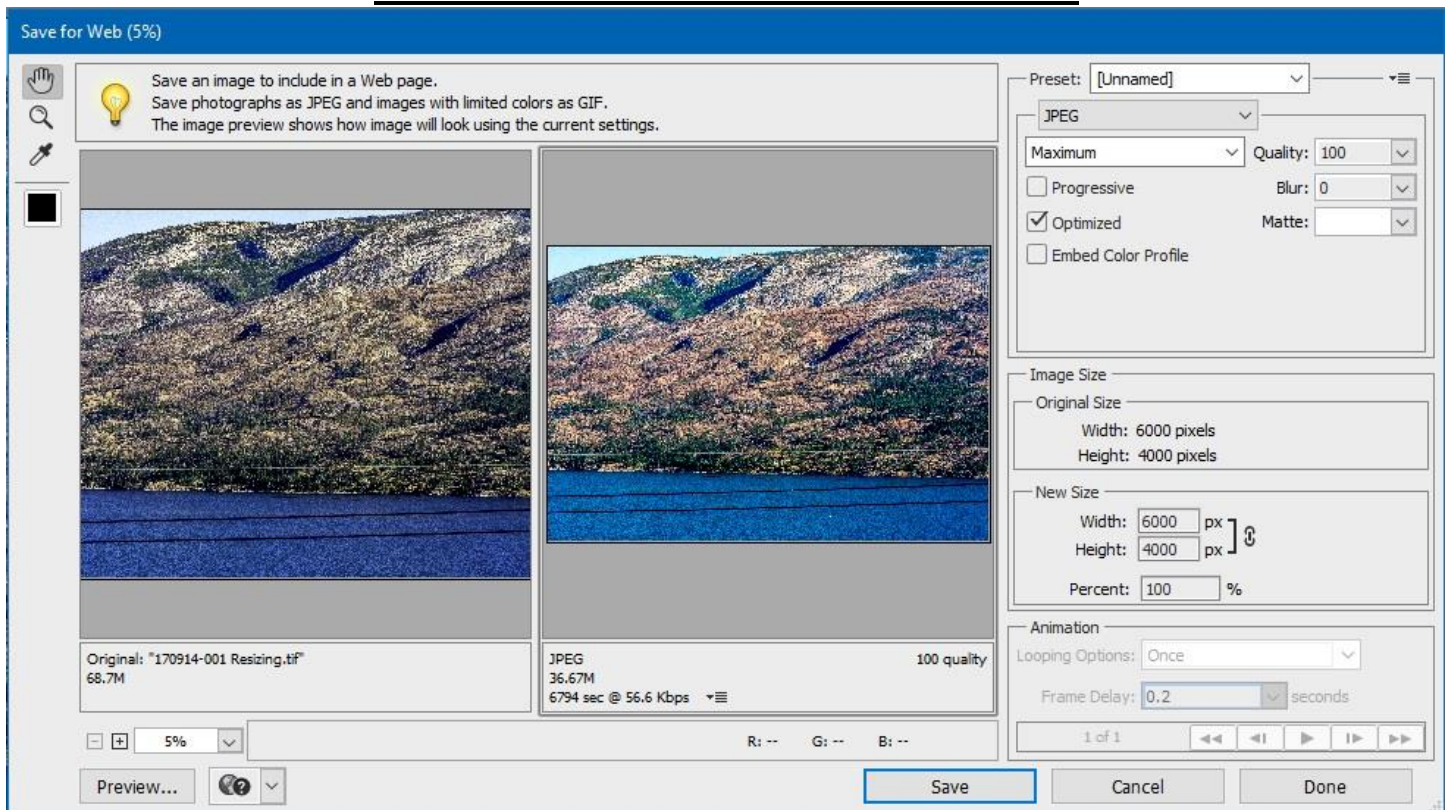 Save for Web (5%)
Save an image to include in a Web page.
Save photographs as JPEG and images with limited colors as GIF.
The image preview shows how image will look using the current settings.
Original: "170914-001 Resizing.tif"
68.7M
JPEG 100 quality
36.67M
6794 sec @ 56.6 Kbps
5% R: -- G: -- B: --
Preview...
Preset: [Unnamed]
JPEG
Maximum Quality: 100
Progressive Blur: 0
Optimized Matte:
Embed Color Profile
Image Size
Original Size
Width: 6000 pixels
Height: 4000 pixels
New Size
Width: 6000 px
Height: 4000 px
Percent: 100 %
Animation
Looping Options: Once
Frame Delay: 0.2 seconds
1 of 1
Save Cancel Done